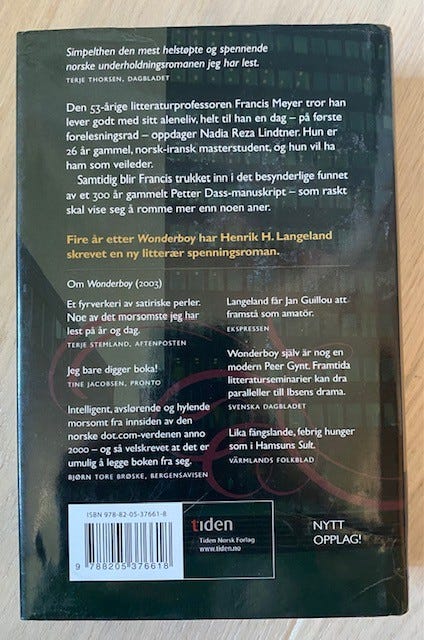 Simpelthen den mest helstøpte og spennende
norske underholdningsromanen jeg har lest.
TERJE THORSEN, DAGBLADET
Den 53-årige litteraturprofessoren Francis Meyer tror han
lever godt med sitt aleneliv, helt til han en dag – på første
forelesningsrad – oppdager Nadia Reza Lindtner. Hun er
26 år gammel, norsk-iransk masterstudent, og hun vil ha
ham som veileder.
Samtidig blir Francis trukket inn i det besynderlige funnet
av et 300 år gammelt Petter Dass-manuskript – som raskt
skal vise seg å romme mer enn noen aner.
Fire år etter Wonderboy har Henrik H. Langeland
skrevet en ny litterær spenningsroman.
Om Wonderboy (2003)
Et fyrverkeri av satiriske perler.
Noe av det morsomste jeg har
lest på år og dag.
TERJE STEMLAND, AFTENPOSTEN
Jeg bare digger boka!
TINE JACOBSEN, PRONTO
Intelligent, avslørende og hylende
morsomt fra innsiden av den
norske dot.com-verdenen anno
2000 – og så velskrevet at det er
umulig å legge boken fra seg.
BJØRN TORE BRØSKE, BERGENSAVISEN
Langeland får Jan Guillou att
framstå som amatör.
EKSPRESSEN
Wonderboy själv är nog en
modern Peer Gynt. Framtida
litteraturseminarier kan dra
paralleller till Ibsens drama.
SVENSKA DAGBLADET
Lika fängslande, febrig hunger
som i Hamsuns Sult.
VÄRMLANDS FOLKBLAD
ISBN 978-82-05-37661-8
9 788205 376618
tiden
Tiden Norsk Forlag
www.tiden.no
NYTT
OPPLAG!